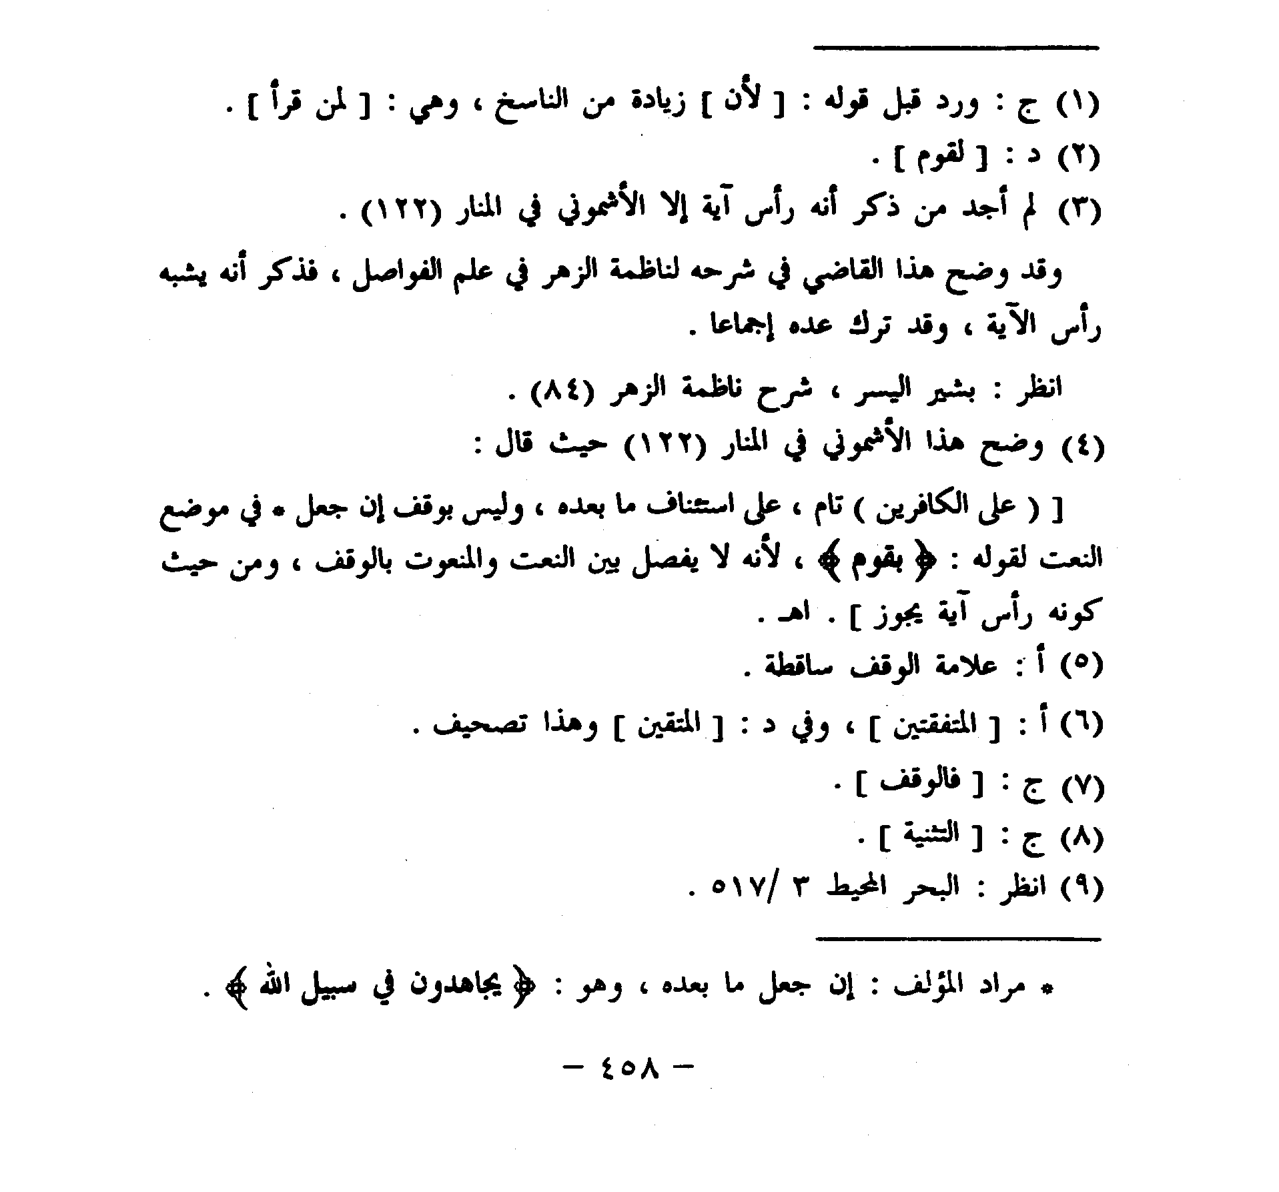 (١) ج : ورد قبل قوله : [ لأن ] زيادة من الناسخ ، وهي : [ لمن قرأ ] .
(٢) د : [ لقوم ] .
(٣) لم أجد من ذكر أنه رأس آية إلا الأشموني في المنار (١٢٢) .
وقد وضح هذا القاضي في شرحه لناظمة الزهر في علم الفواصل ، فذكر أنه يشبه
رأس الآية ، وقد ترك عده إجماعا .
انظر : بشير اليسر ، شرح ناظمة الزهر (٨٤) .
(٤) وضح هذا الأشموني في المنار (١٢٢) حيث قال :
[ ( على الكافرين ) تام ، على استئناف ما بعده ، وليس بوقف إن جعل * في موضع
النعت لقوله : ﴿ بقوم ﴾ ، لأنه لا يفصل بين النعت والمنعوت بالوقف ، ومن حيث
كونه رأس آية يجوز ] . اهـ .
(٥) أ : علامة الوقف ساقطة .
(٦) أ : [ المتفقتين ] ، وفي د : [ المتقين ] وهذا تصحيف .
(٧) ج : [ فالوقف ] .
(٨) ج : [ التثنية ] .
(٩) انظر : البحر المحيط ٣ /٥١٧ .
* مراد المؤلف : إن جعل ما بعده ، وهو : ﴿ يجاهدون في سبيل الله ﴾ .
– ٤٥٨ –